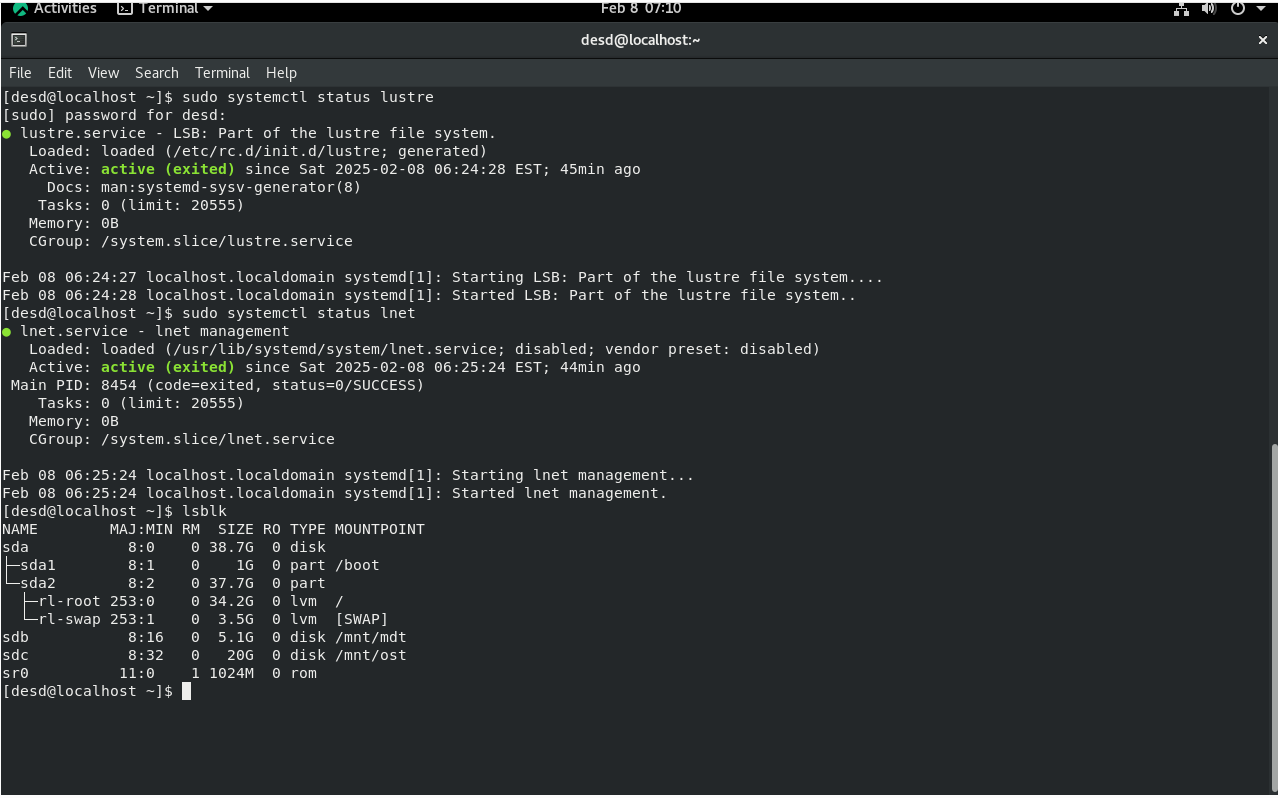 Activities Terminal Feb 8 07:10
desd@localhost:~
File Edit View Search Terminal Help
[desd@localhost ~]$ sudo systemctl status lustre
[sudo] password for desd:
● lustre.service - LSB: Part of the lustre file system.
   Loaded: loaded (/etc/rc.d/init.d/lustre; generated)
   Active: active (exited) since Sat 2025-02-08 06:24:28 EST; 45min ago
     Docs: man:systemd-sysv-generator(8)
    Tasks: 0 (limit: 20555)
   Memory: 0B
   CGroup: /system.slice/lustre.service
Feb 08 06:24:27 localhost.localdomain systemd[1]: Starting LSB: Part of the lustre file system....
Feb 08 06:24:28 localhost.localdomain systemd[1]: Started LSB: Part of the lustre file system..
[desd@localhost ~]$ sudo systemctl status lnet
● lnet.service - lnet management
   Loaded: loaded (/usr/lib/systemd/system/lnet.service; disabled; vendor preset: disabled)
   Active: active (exited) since Sat 2025-02-08 06:25:24 EST; 44min ago
 Main PID: 8454 (code=exited, status=0/SUCCESS)
    Tasks: 0 (limit: 20555)
   Memory: 0B
   CGroup: /system.slice/lnet.service
Feb 08 06:25:24 localhost.localdomain systemd[1]: Starting lnet management...
Feb 08 06:25:24 localhost.localdomain systemd[1]: Started lnet management.
[desd@localhost ~]$ lsblk
NAME        MAJ:MIN RM  SIZE RO TYPE MOUNTPOINT
sda           8:0    0 38.7G  0 disk
├─sda1        8:1    0    1G  0 part /boot
└─sda2        8:2    0 37.7G  0 part
  ├─rl-root 253:0    0 34.2G  0 lvm  /
  └─rl-swap 253:1    0  3.5G  0 lvm  [SWAP]
sdb           8:16   0  5.1G  0 disk /mnt/mdt
sdc           8:32   0   20G  0 disk /mnt/ost
sr0          11:0    1 1024M  0 rom
[desd@localhost ~]$